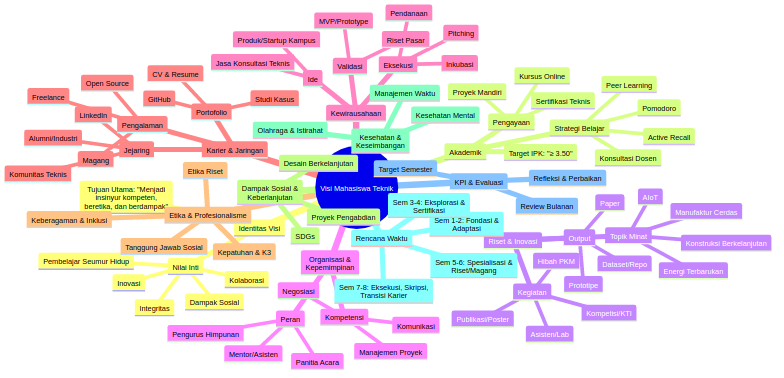 Visi Mahasiswa Teknik
Identitas Visi
Tujuan Utama: "Menjadi
insinyur kompeten,
beretika, dan berdampak"
Nilai Inti
Pembelajar Seumur Hidup
Inovasi
Integritas
Dampak Sosial
Kolaborasi
Akademik
Target IPK: "≥ 3.50"
Pengayaan
Proyek Mandiri
Kursus Online
Sertifikasi Teknis
Strategi Belajar
Peer Learning
Pomodoro
Active Recall
Konsultasi Dosen
Riset & Inovasi
Output
Paper
Dataset/Repo
Prototipe
Topik Minat
AIoT
Manufaktur Cerdas
Konstruksi Berkelanjutan
Energi Terbarukan
Kegiatan
Hibah PKM
Publikasi/Poster
Asisten/Lab
Kompetisi/KTI
Organisasi &
Kepemimpinan
Negosiasi
Peran
Pengurus Himpunan
Mentor/Asisten
Panitia Acara
Kompetensi
Komunikasi
Manajemen Proyek
Karier & Jaringan
Portofolio
CV & Resume
GitHub
Studi Kasus
Pengalaman
Open Source
Freelance
Magang
Jejaring
LinkedIn
Alumni/Industri
Komunitas Teknis
Etika & Profesionalisme
Etika Riset
Keberagaman & Inklusi
Tanggung Jawab Sosial
Kepatuhan & K3
Dampak Sosial &
Keberlanjutan
Desain Berkelanjutan
Proyek Pengabdian
SDGs
Kesehatan &
Keseimbangan
Manajemen Waktu
Kesehatan Mental
Olahraga & Istirahat
Rencana Waktu
Sem 1-2: Fondasi &
Adaptasi
Sem 3-4: Eksplorasi &
Sertifikasi
Sem 5-6: Spesialisasi &
Riset/Magang
Sem 7-8: Eksekusi, Skripsi,
Transisi Karier
KPI & Evaluasi
Target Semester
Refleksi & Perbaikan
Review Bulanan
Kewirausahaan
Ide
Produk/Startup Kampus
Jasa Konsultasi Teknis
Validasi
MVP/Prototype
Riset Pasar
Eksekusi
Pendanaan
Pitching
Inkubasi